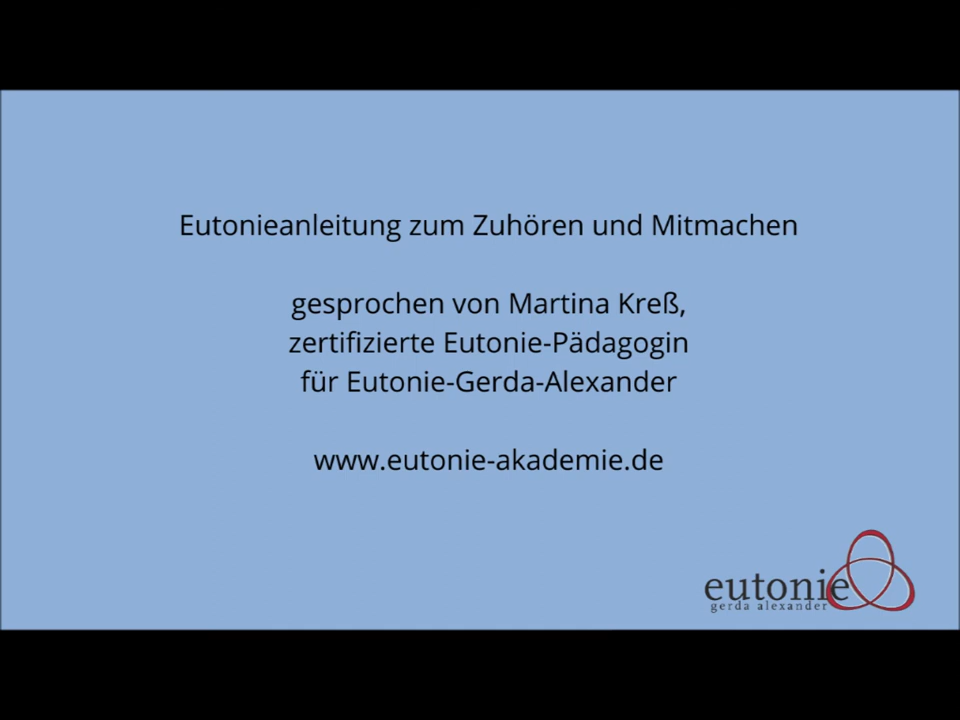 Eutonieanleitung zum Zuhören und Mitmachen
gesprochen von Martina Kreß,
zertifizierte Eutonie-Pädagogin
für Eutonie-Gerda-Alexander
www.eutonie-akademie.de
eutonie
gerda alexander